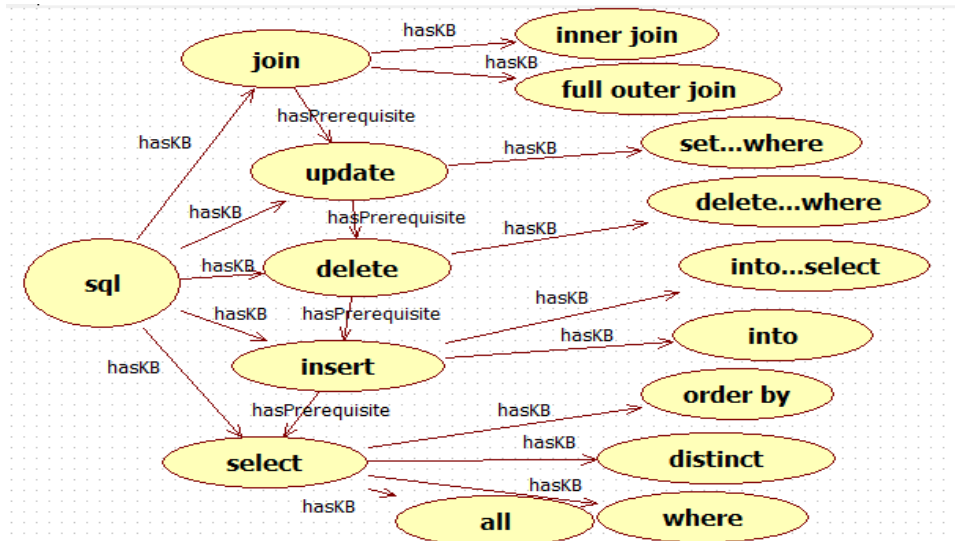 hasKB
inner join
join
hasKB
full outer join
hasPrerequisite
hasKB
set...where
hasKB
update
delete...where
hasKB
hasPrerequisite
hasKB
sql
hasKB
delete
into...select
hasKB
hasKB
hasPrerequisite
into
hasKB
insert
hasKB
order by
hasPrerequisite
hasKB
select
hasKB
distinct
hasKB
hasKB
all
where